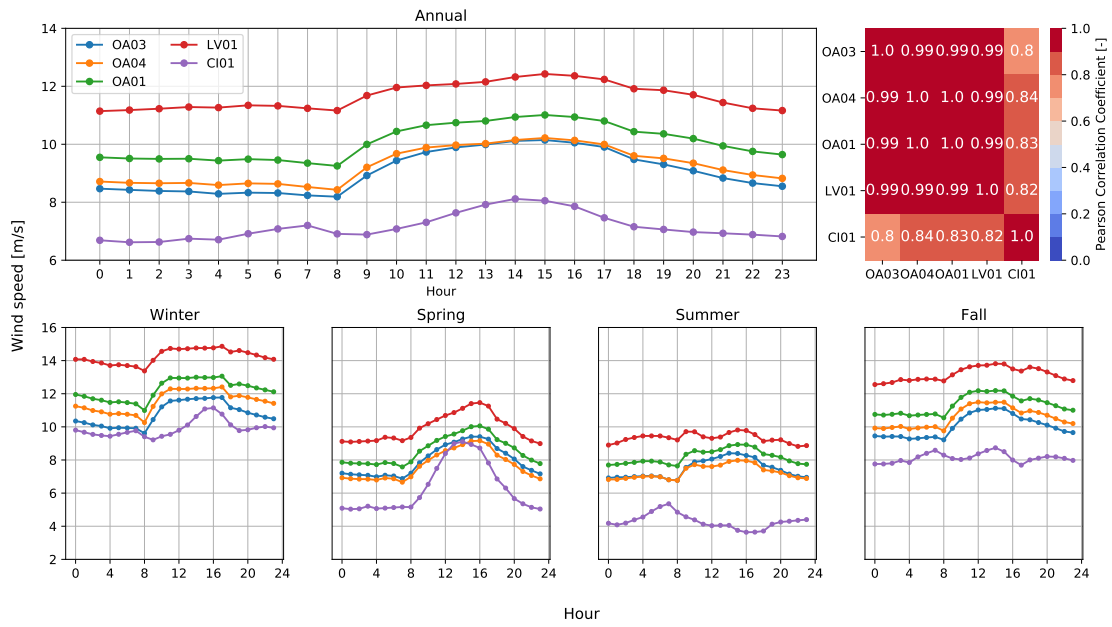 Annual
14
12
10
8
6
OA03
OA04
OA01
LV01
CI01
0 1 2 3 4 5 6 7 8 9 10 11 12 13 14 15 16 17 18 19 20 21 22 23
Hour
OA03 1.0 0.99 0.99 0.99 0.8
OA04 0.99 1.0 1.0 0.99 0.84
OA01 0.99 1.0 1.0 0.99 0.83
LV01 0.99 0.99 0.99 1.0 0.82
CI01 0.8 0.84 0.83 0.82 1.0
OA03 OA04 OA01 LV01 CI01
1.0
0.8
0.6
0.4
0.2
0.0
Pearson Correlation Coefficient [-]
Wind speed [m/s]
Winter
16
14
12
10
8
6
4
2
0 4 8 12 16 20 24
Spring
0 4 8 12 16 20 24
Summer
0 4 8 12 16 20 24
Fall
0 4 8 12 16 20 24
Hour